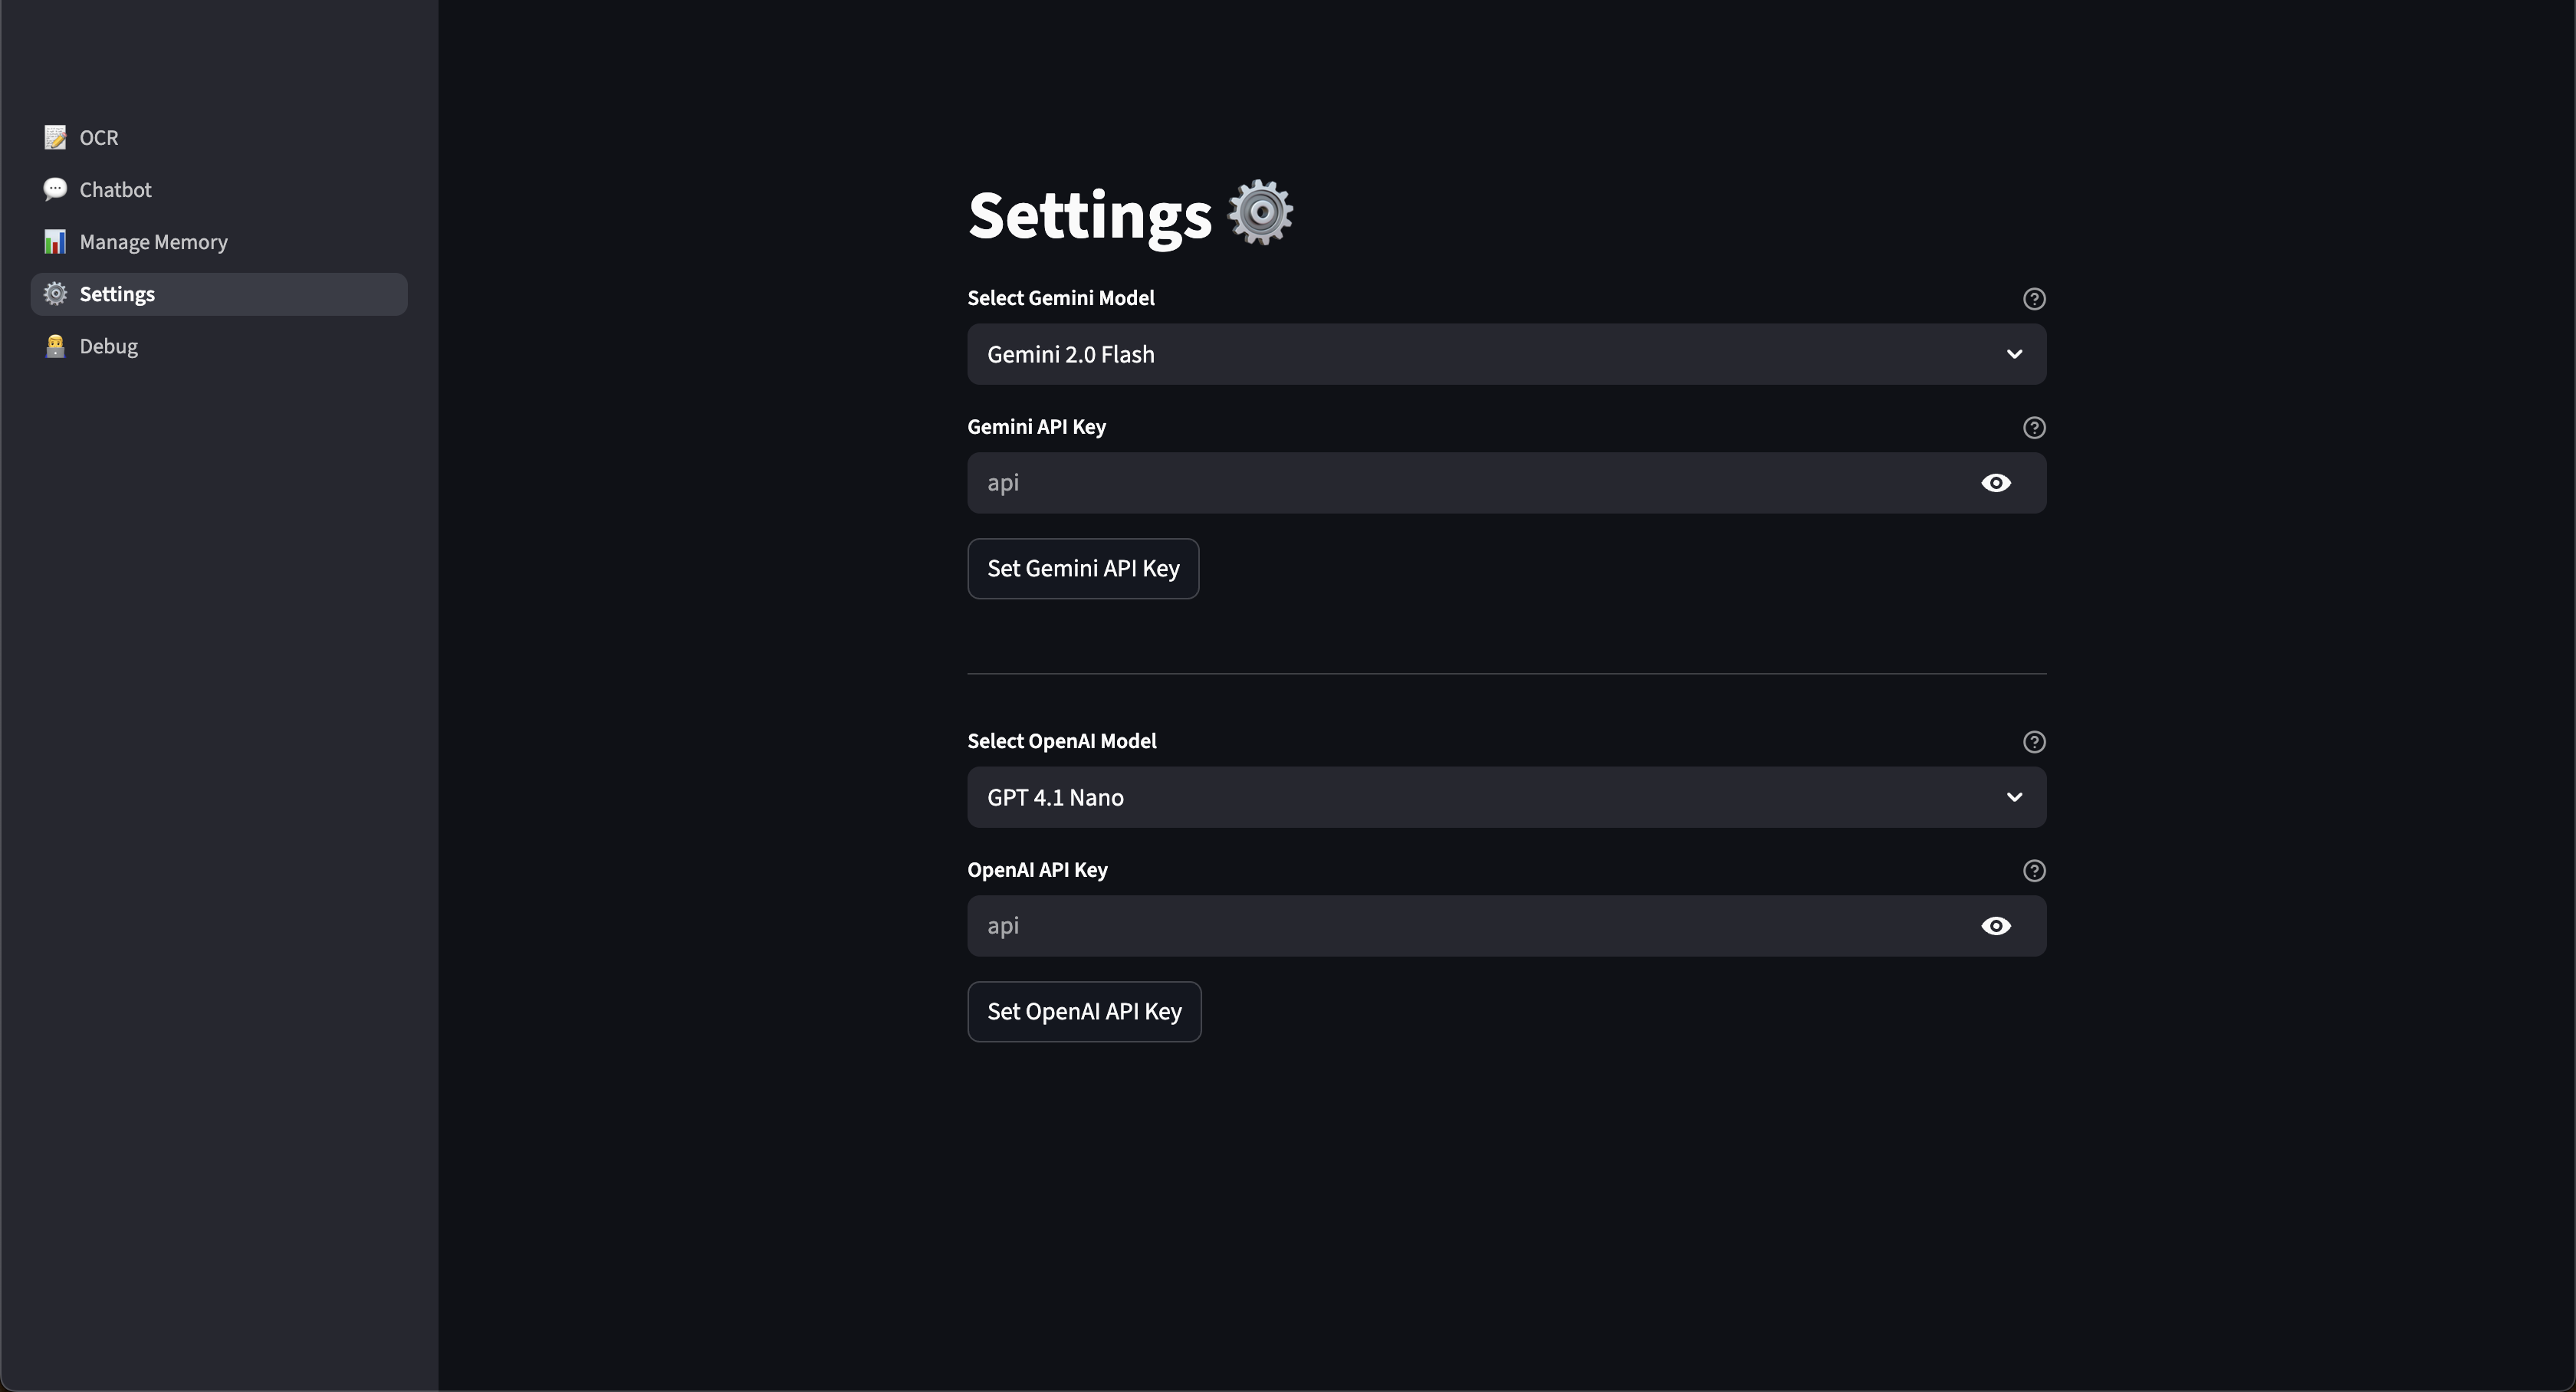 OCR
Chatbot
Manage Memory
Settings
Debug
Settings
Select Gemini Model
Gemini 2.0 Flash
Gemini API Key
api
Set Gemini API Key
Select OpenAI Model
GPT 4.1 Nano
OpenAI API Key
api
Set OpenAI API Key